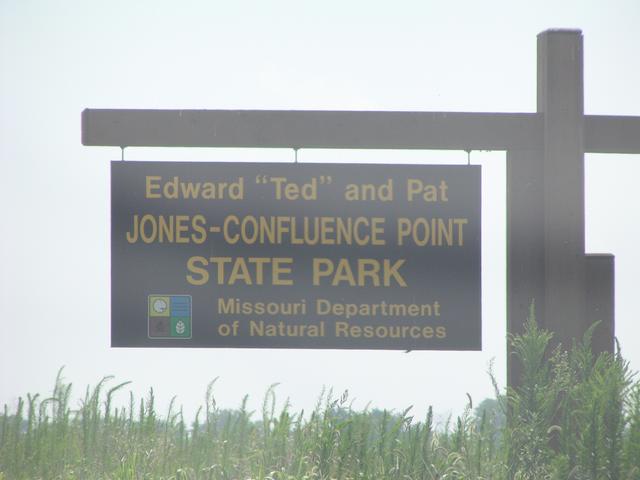 Edward “Ted” and Pat
JONES-CONFLUENCE POINT
STATE PARK
Missouri Department
of Natural Resources